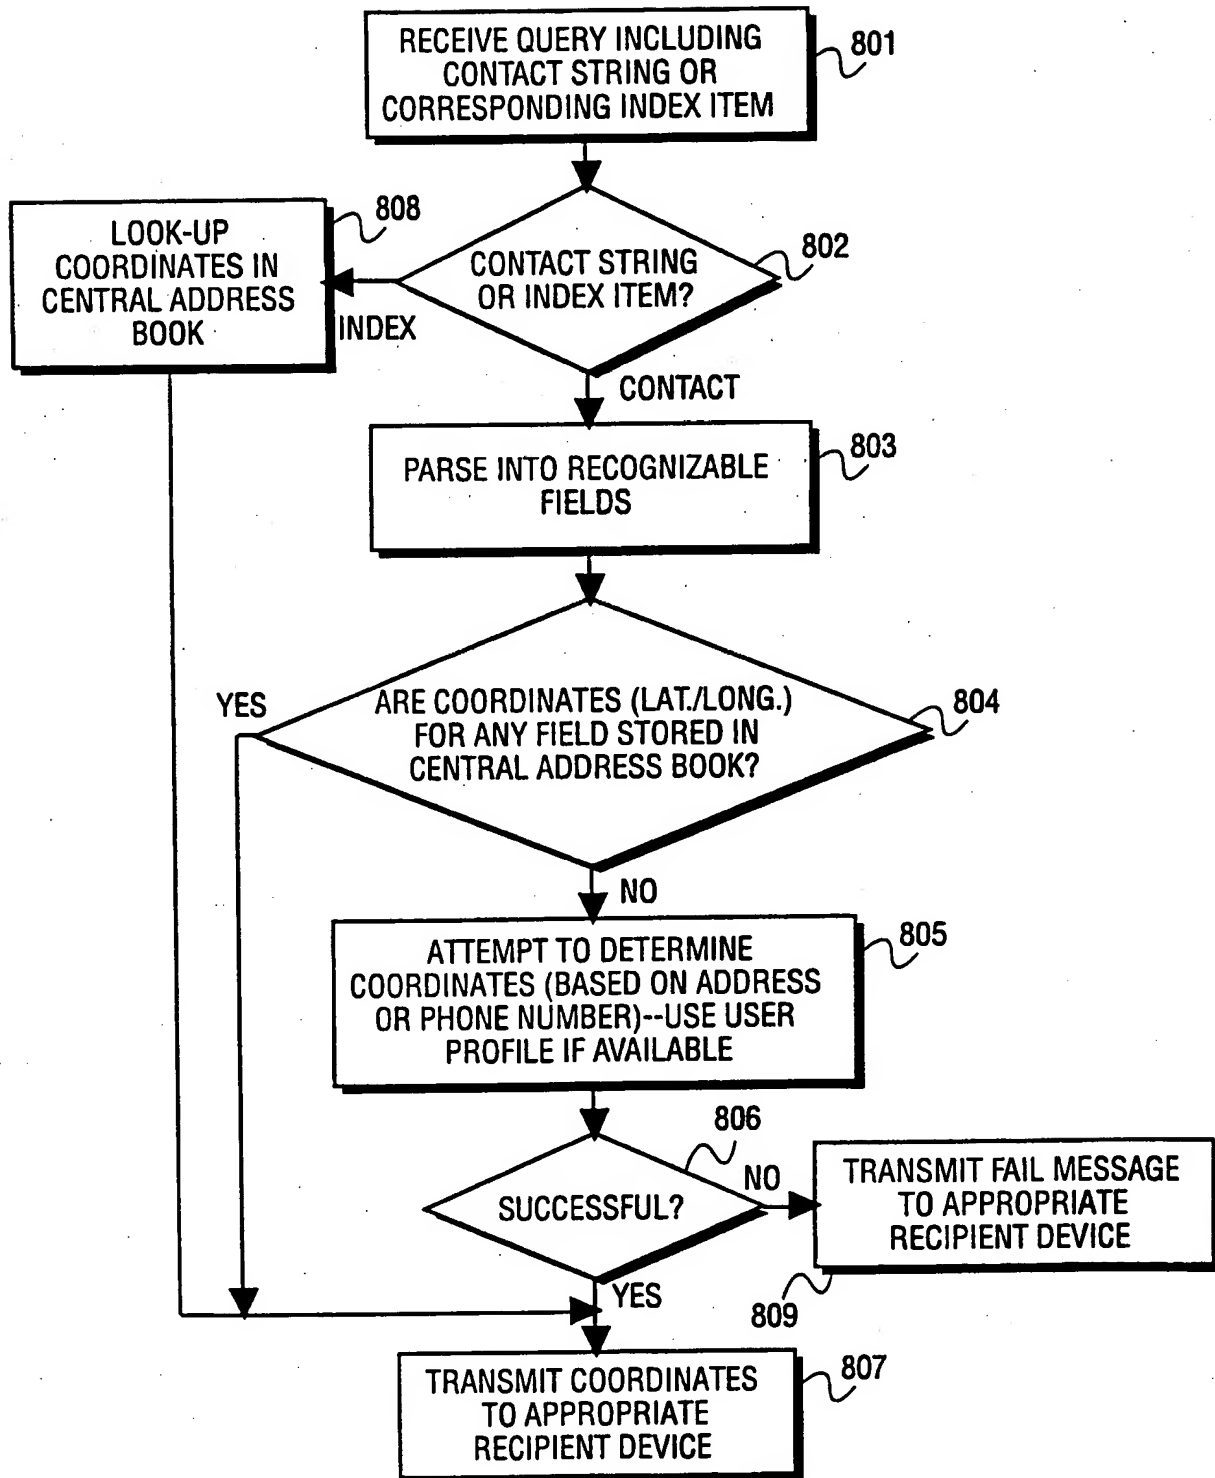 RECEIVE QUERY INCLUDING
CONTACT STRING OR
CORRESPONDING INDEX ITEM
801
808
LOOK-UP
COORDINATES IN
CENTRAL ADDRESS
BOOK
802
CONTACT STRING
OR INDEX ITEM?
INDEX
CONTACT
803
PARSE INTO RECOGNIZABLE
FIELDS
YES
804
ARE COORDINATES (LAT./LONG.)
FOR ANY FIELD STORED IN
CENTRAL ADDRESS BOOK?
NO
805
ATTEMPT TO DETERMINE
COORDINATES (BASED ON ADDRESS
OR PHONE NUMBER)--USE USER
PROFILE IF AVAILABLE
806
SUCCESSFUL?
NO
TRANSMIT FAIL MESSAGE
TO APPROPRIATE
RECIPIENT DEVICE
809
YES
807
TRANSMIT COORDINATES
TO APPROPRIATE
RECIPIENT DEVICE